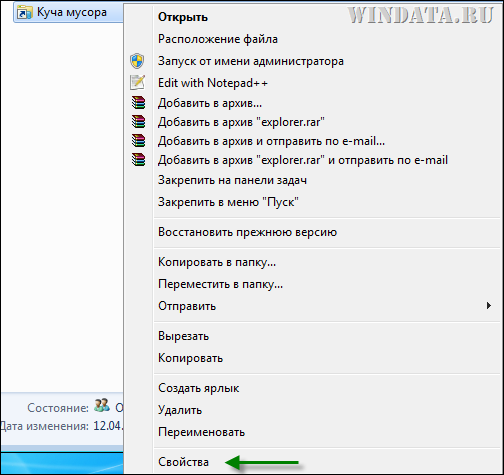 Куча мусора
WINDATA.RU
Открыть
Расположение файла
Запуск от имени администратора
Edit with Notepad++
Добавить в архив...
Добавить в архив "explorer.rar"
Добавить в архив и отправить по e-mail...
Добавить в архив "explorer.rar" и отправить по e-mail
Закрепить на панели задач
Закрепить в меню "Пуск"
Восстановить прежнюю версию
Копировать в папку...
Переместить в папку...
Отправить
Вырезать
Копировать
Создать ярлык
Удалить
Переименовать
Свойства
Состояние:
Дата изменения: 12.04.